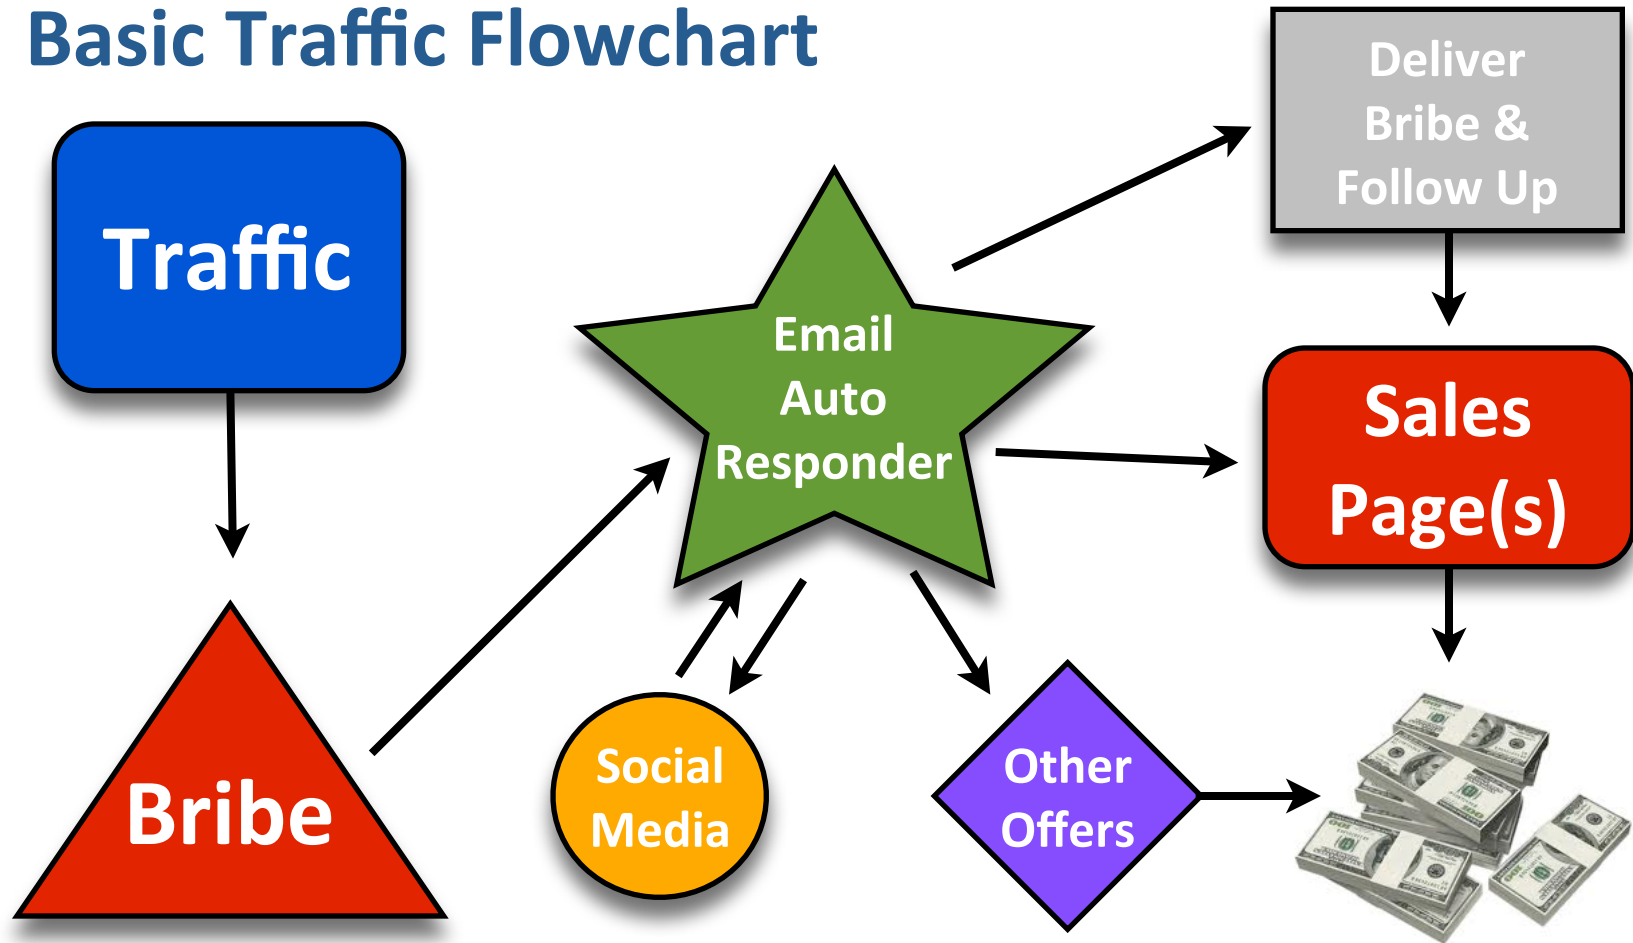 Basic Traffic Flowchart
Traffic
Bribe
Email
Auto
Responder
Social
Media
Other
Offers
Deliver
Bribe &
Follow Up
Sales
Page(s)